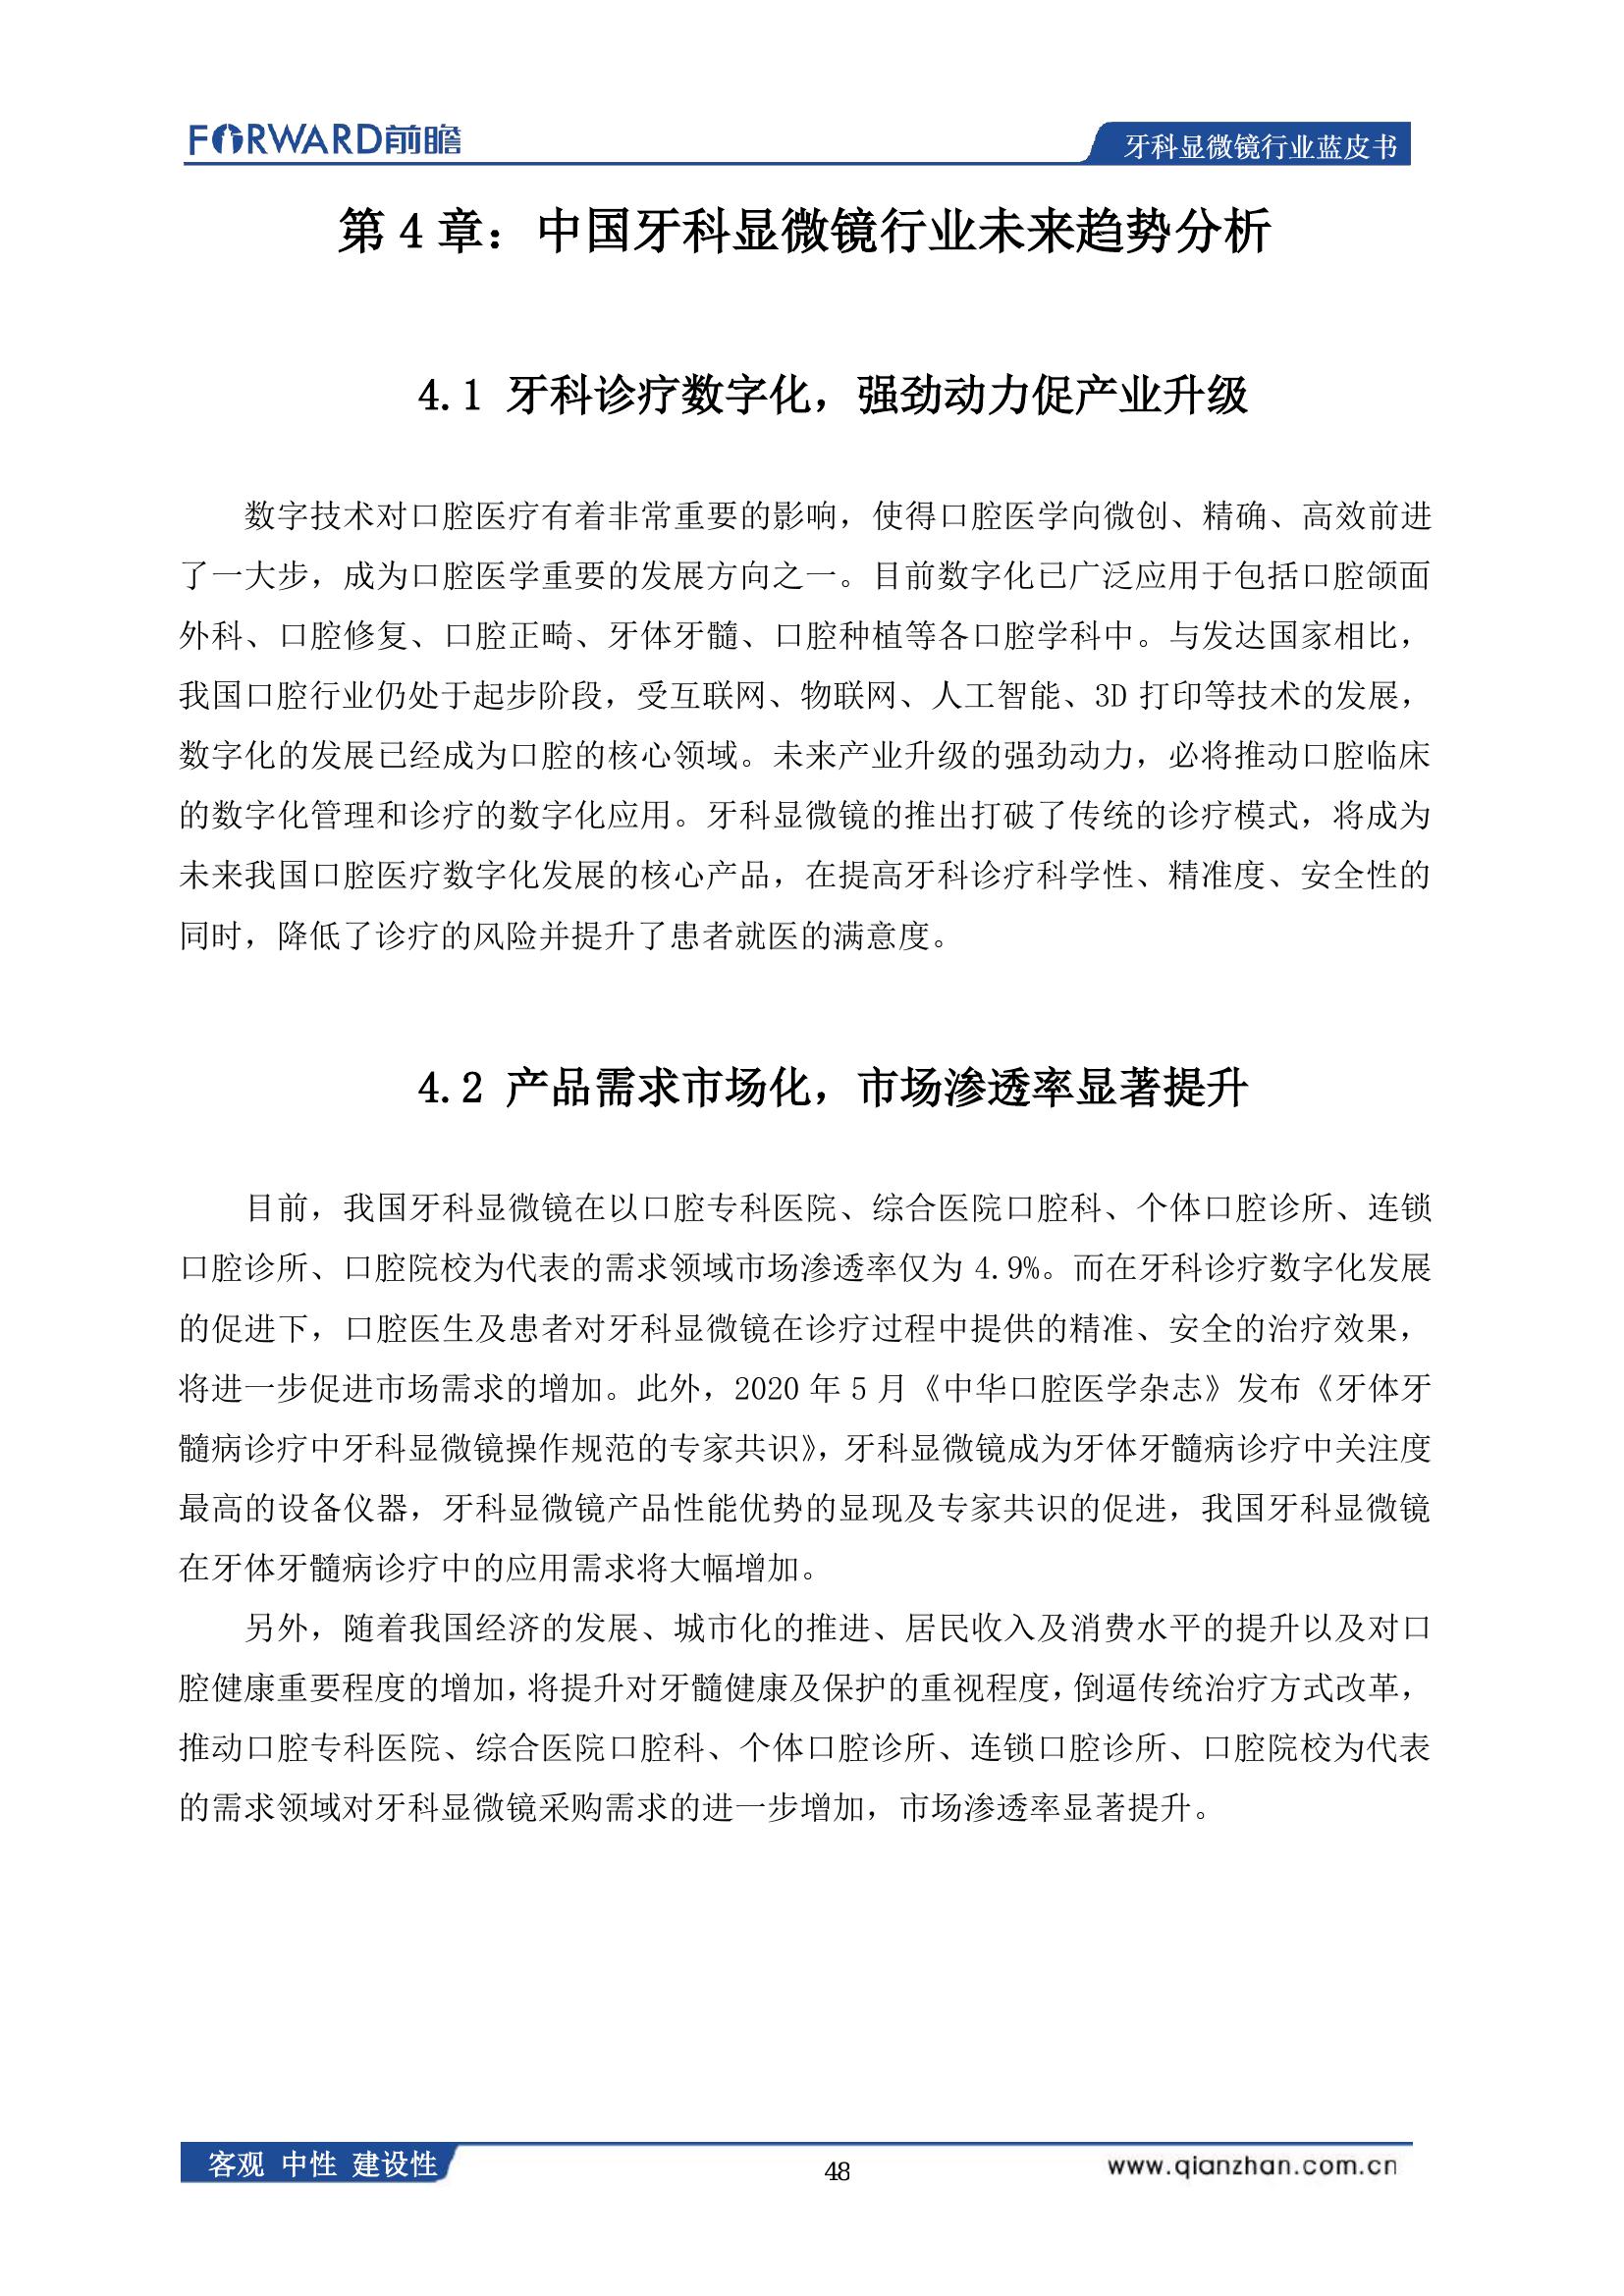 FORWARD前瞻
牙科显微镜行业蓝皮书
第 4 章：中国牙科显微镜行业未来趋势分析
4.1 牙科诊疗数字化，强劲动力促产业升级
数字技术对口腔医疗有着非常重要的影响，使得口腔医学向微创、精确、高效前进
了一大步，成为口腔医学重要的发展方向之一。目前数字化已广泛应用于包括口腔颌面
外科、口腔修复、口腔正畸、牙体牙髓、口腔种植等各口腔学科中。与发达国家相比，
我国口腔行业仍处于起步阶段，受互联网、物联网、人工智能、3D 打印等技术的发展，
数字化的发展已经成为口腔的核心领域。未来产业升级的强劲动力，必将推动口腔临床
的数字化管理和诊疗的数字化应用。牙科显微镜的推出打破了传统的诊疗模式，将成为
未来我国口腔医疗数字化发展的核心产品，在提高牙科诊疗科学性、精准度、安全性的
同时，降低了诊疗的风险并提升了患者就医的满意度。
4.2 产品需求市场化，市场渗透率显著提升
目前，我国牙科显微镜在以口腔专科医院、综合医院口腔科、个体口腔诊所、连锁
口腔诊所、口腔院校为代表的需求领域市场渗透率仅为 4.9%。而在牙科诊疗数字化发展
的促进下，口腔医生及患者对牙科显微镜在诊疗过程中提供的精准、安全的治疗效果，
将进一步促进市场需求的增加。此外，2020 年 5 月《中华口腔医学杂志》发布《牙体牙
髓病诊疗中牙科显微镜操作规范的专家共识》，牙科显微镜成为牙体牙髓病诊疗中关注度
最高的设备仪器，牙科显微镜产品性能优势的显现及专家共识的促进，我国牙科显微镜
在牙体牙髓病诊疗中的应用需求将大幅增加。
另外，随着我国经济的发展、城市化的推进、居民收入及消费水平的提升以及对口
腔健康重要程度的增加，将提升对牙髓健康及保护的重视程度，倒逼传统治疗方式改革，
推动口腔专科医院、综合医院口腔科、个体口腔诊所、连锁口腔诊所、口腔院校为代表
的需求领域对牙科显微镜采购需求的进一步增加，市场渗透率显著提升。
客观 中性 建设性
48
www.qianzhan.com.cn